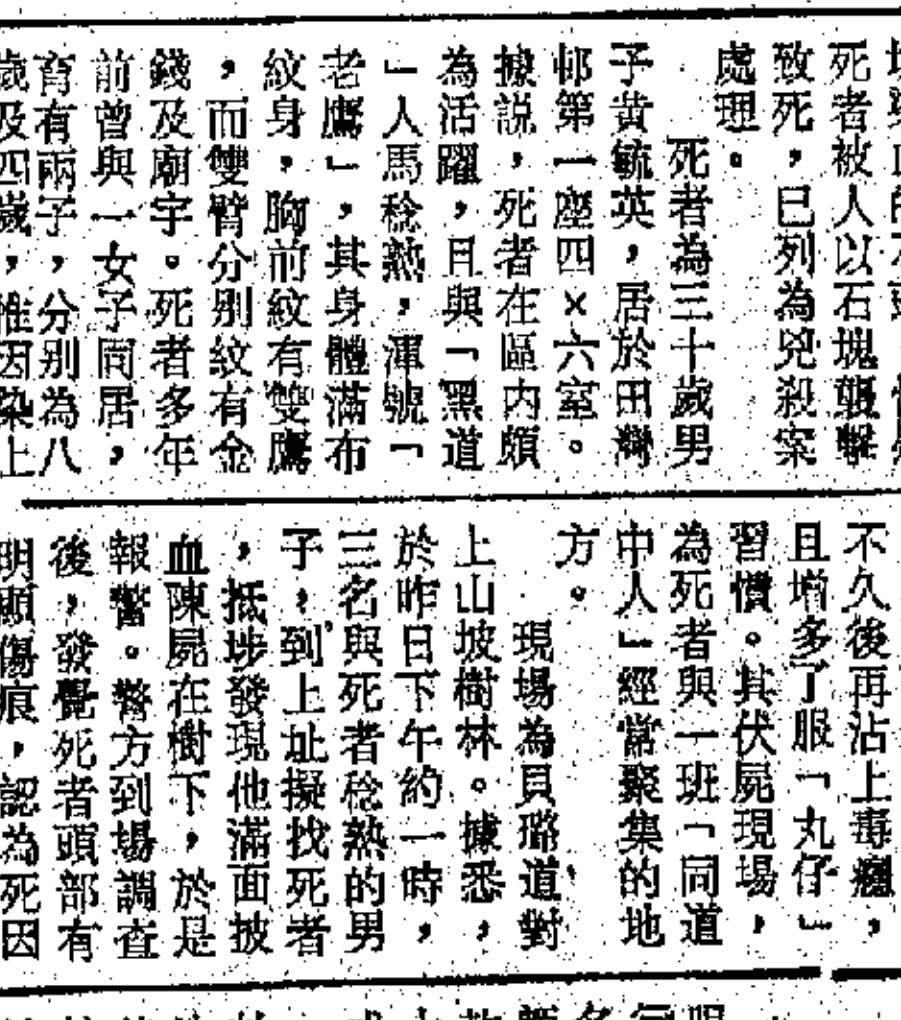 死者被人以石塊襲擊
致死，已列為兇殺案
處理。
死者為三十歲男
子黃毓英，居於田灣
邨第一座四×六室。
據説，死者在區内頗
為活躍，且與「黑道
」人馬稔熟，渾號「
老鷹」，其身體滿布
紋身，胸前紋有雙鷹
，而雙臂分别紋有金
錢及廟宇。死者多年
前曾與一女子同居，
育有兩子，分别為八
歲及四歲，惟因染上
不久後再沾上毒癮，
且增多了服「丸仔」
習慣。其伏屍現場，
為死者與一班「同道
中人」經常聚集的地
方。
現場為貝璐道對
上山坡樹林。據悉，
於昨日下午約一時，
三名與死者稔熟的男
子，到上址擬找死者
，抵埗發現他滿面披
血陳屍在樹下，於是
報警。警方到場調查
後，發覺死者頭部有
明顯傷痕，認為死因